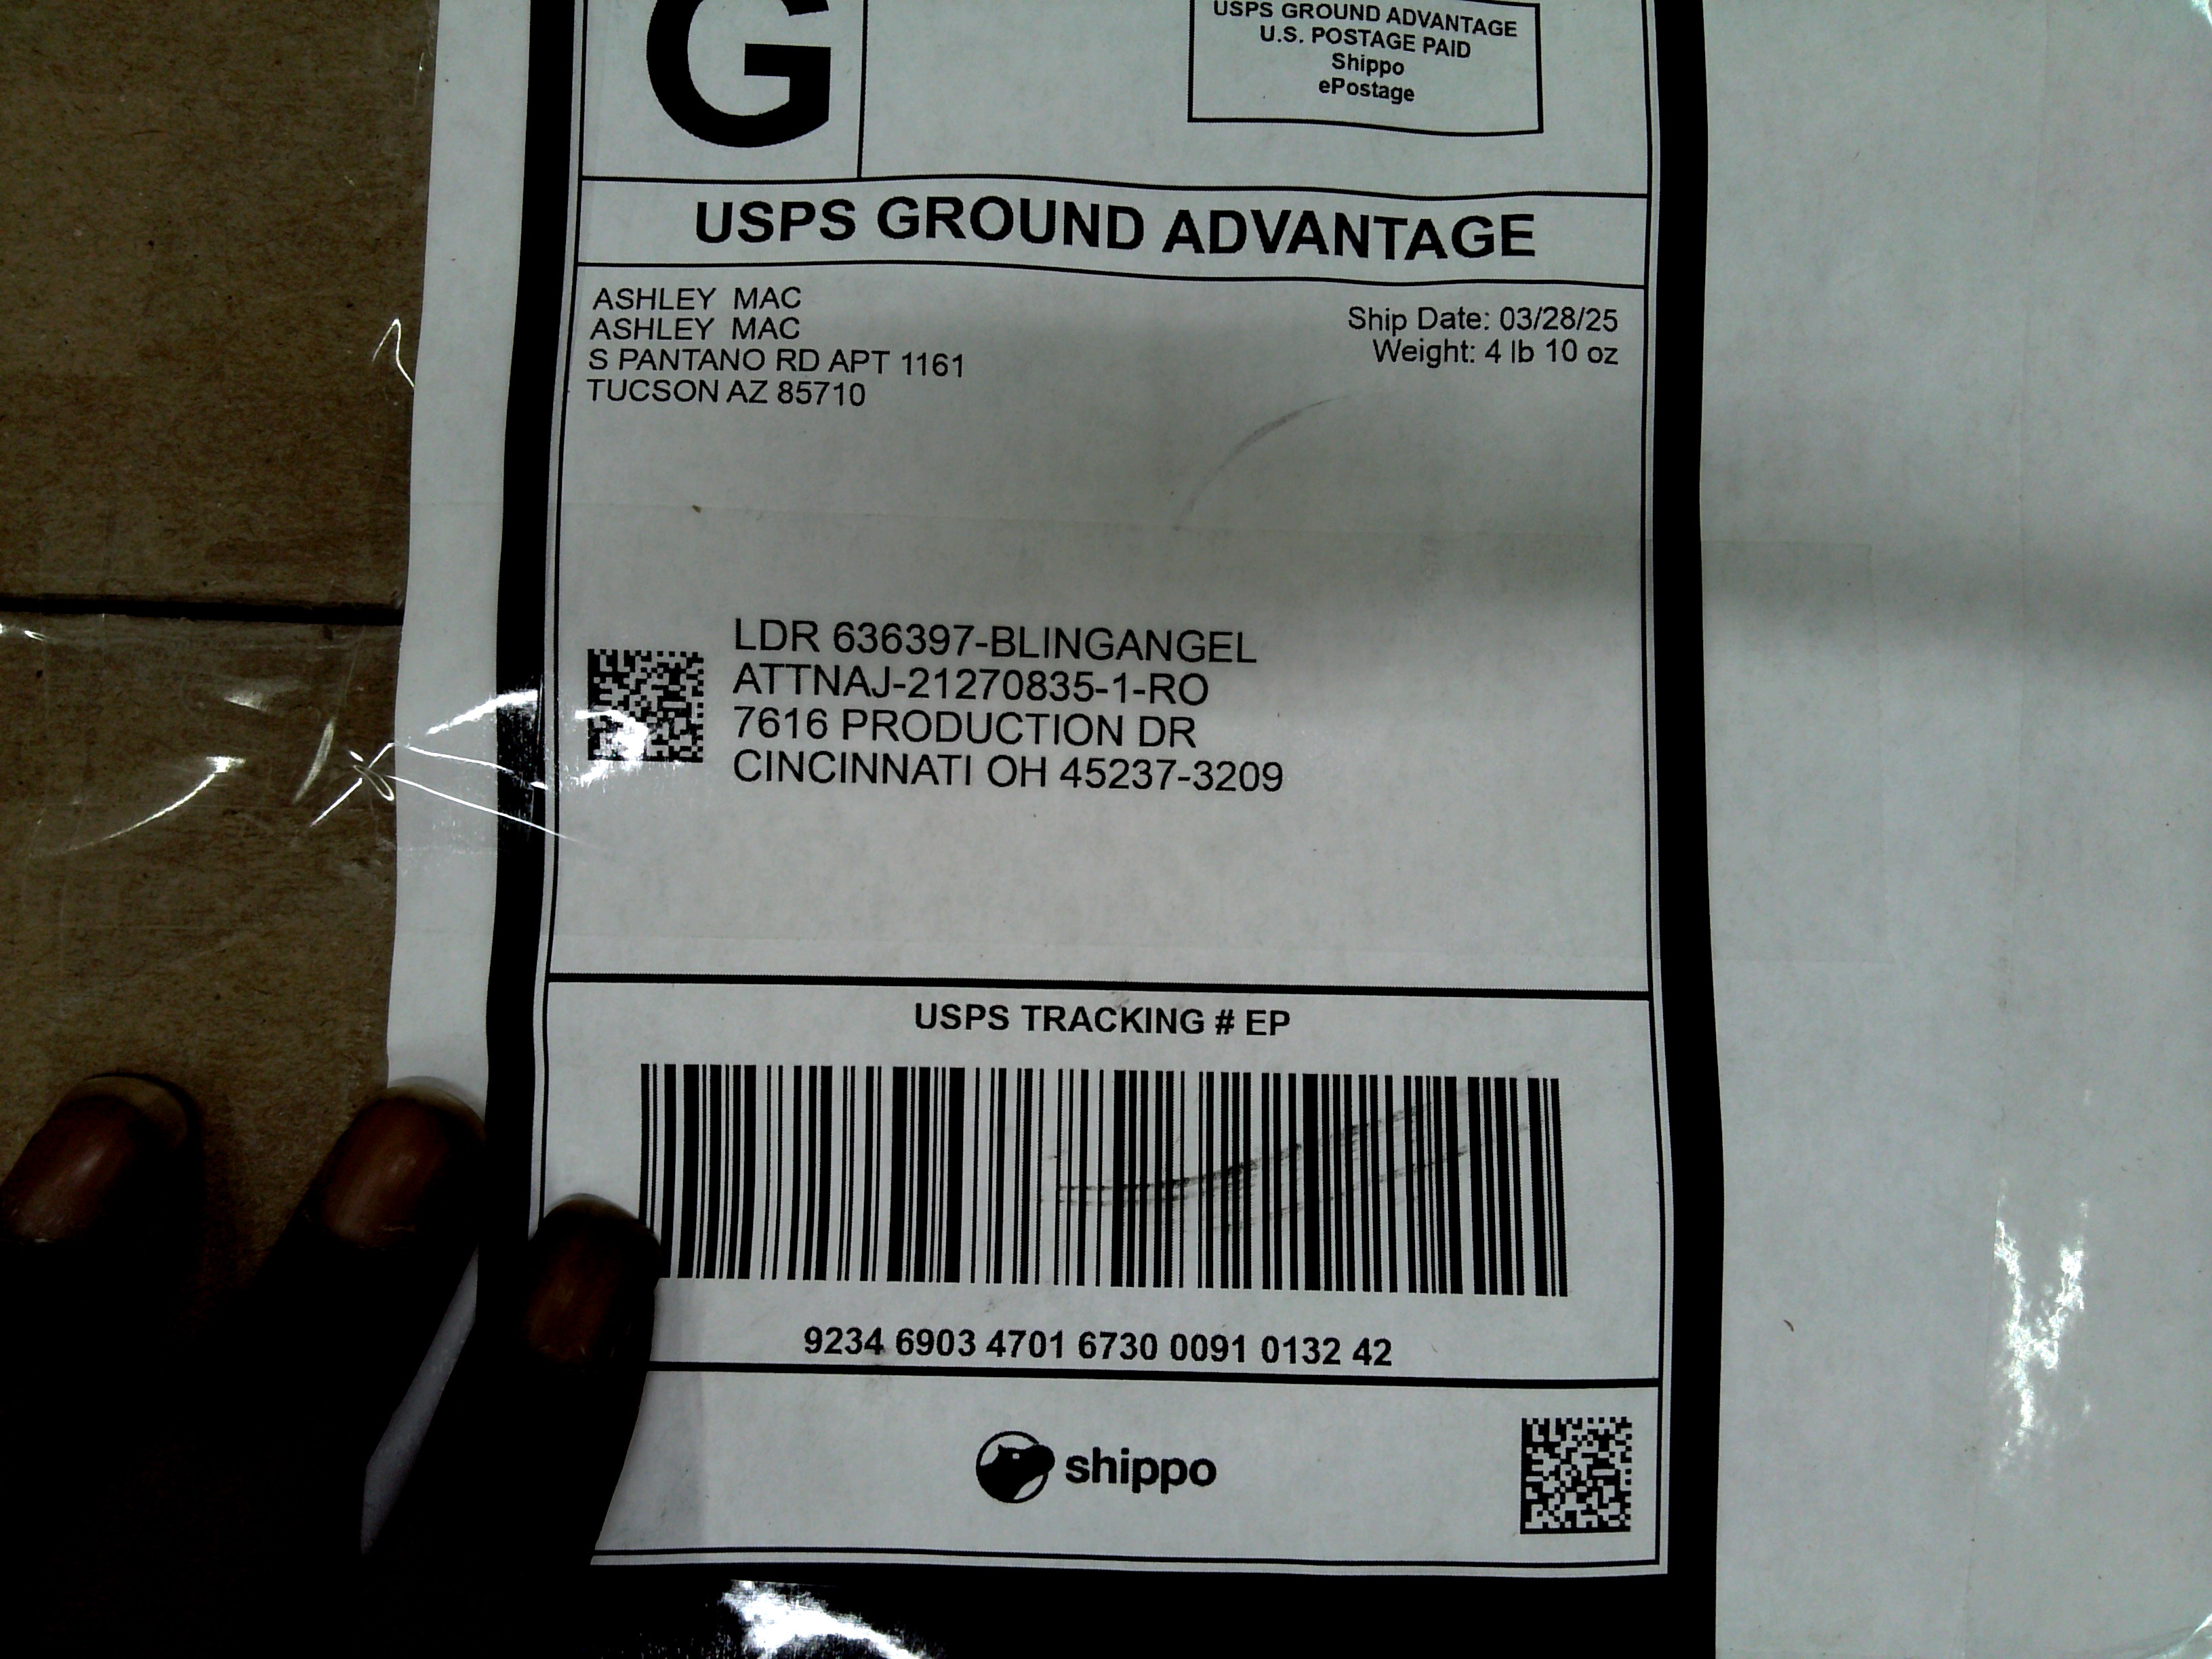 G
USPS GROUND ADVANTAGE
U.S. POSTAGE PAID
Shippo
ePostage
USPS GROUND ADVANTAGE
ASHLEY MAC
ASHLEY MAC
S PANTANO RD APT 1161
TUCSON AZ 85710
Ship Date: 03/28/25
Weight: 4 lb 10 oz
LDR 636397-BLINGANGEL
ATTNAJ-21270835-1-RO
7616 PRODUCTION DR
CINCINNATI OH 45237-3209
USPS TRACKING # EP
9234 6903 4701 6730 0091 0132 42
shippo